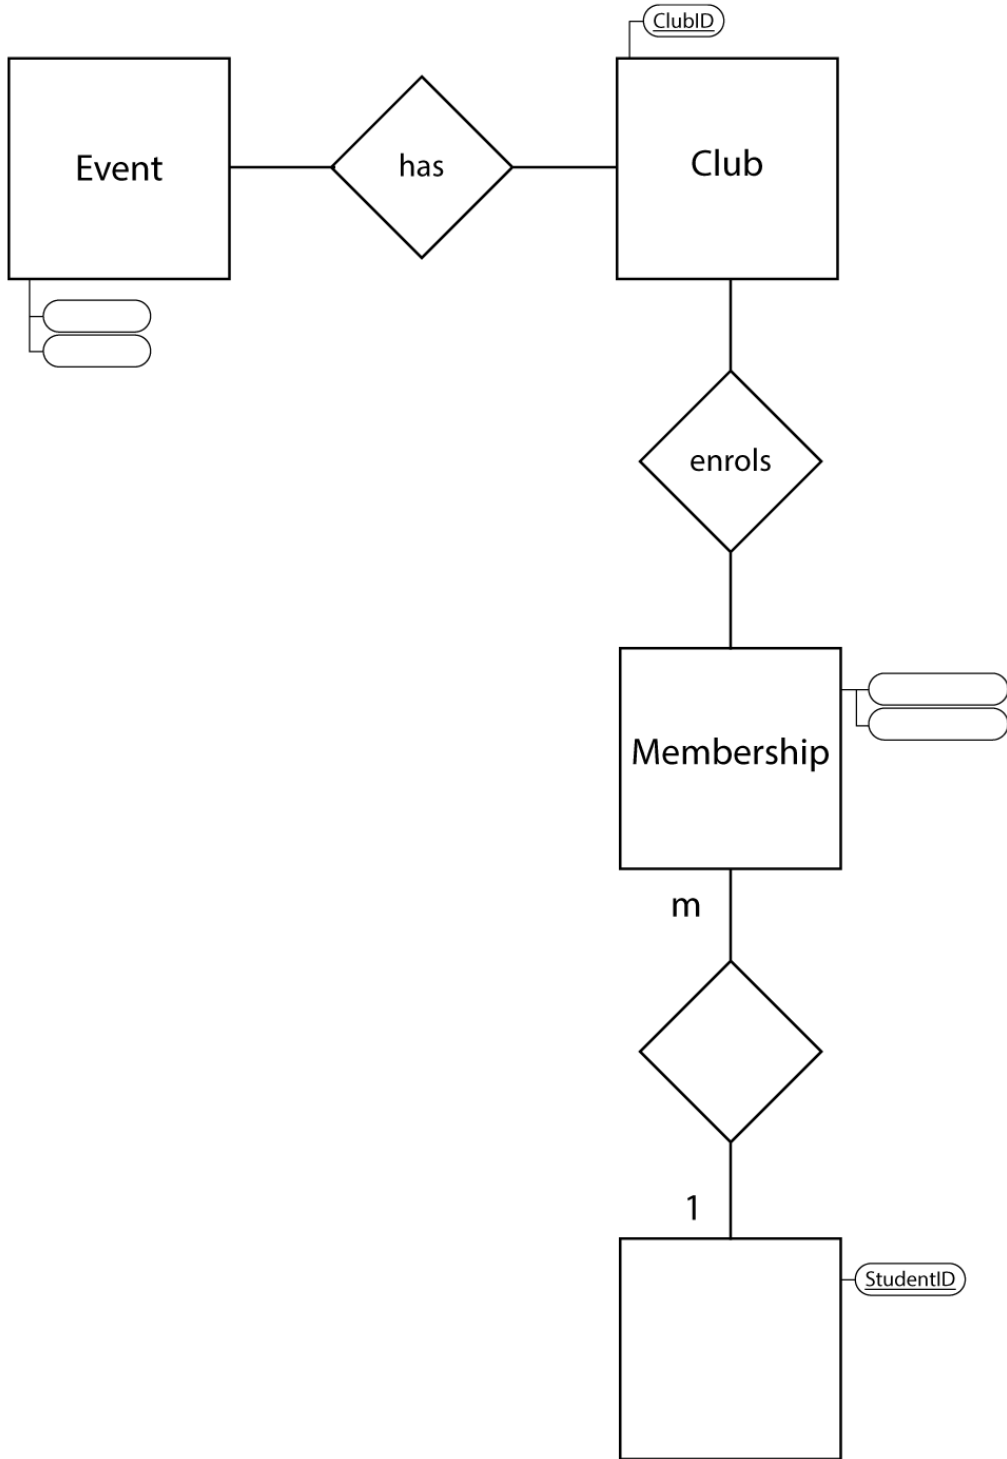 ClubID
Event
has
Club
enrols
Membership
m
1
StudentID